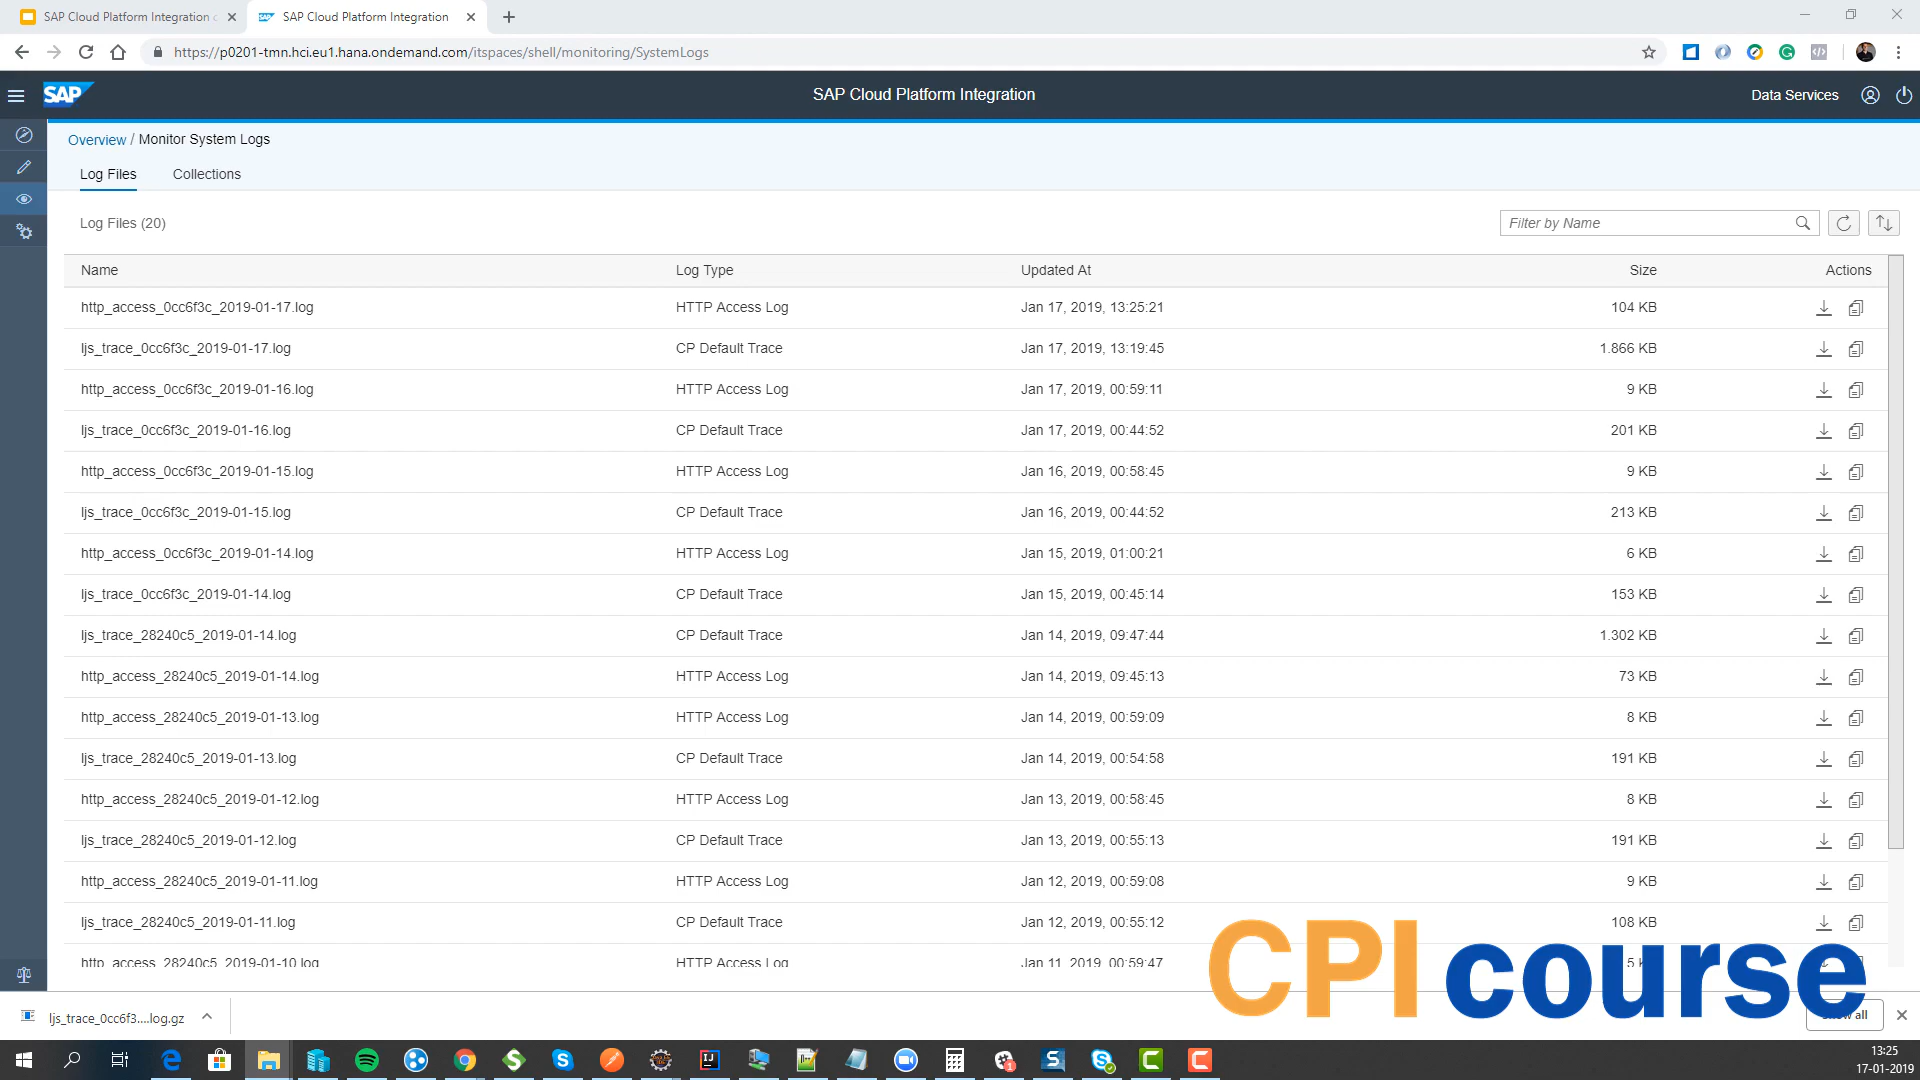 SAP Cloud Platform Integration
SAP Cloud Platform Integration
https://p0201-tmn.hci.eu1.hana.ondemand.com/itspaces/shell/monitoring/SystemLogs
SAP
SAP Cloud Platform Integration
Data Services
Overview / Monitor System Logs
Log Files Collections
Log Files (20)
Filter by Name
Name Log Type Updated At Size Actions
http_access_0cc6f3c_2019-01-17.log HTTP Access Log Jan 17, 2019, 13:25:21 104 KB
ljs_trace_0cc6f3c_2019-01-17.log CP Default Trace Jan 17, 2019, 13:19:45 1.866 KB
http_access_0cc6f3c_2019-01-16.log HTTP Access Log Jan 17, 2019, 00:59:11 9 KB
ljs_trace_0cc6f3c_2019-01-16.log CP Default Trace Jan 17, 2019, 00:44:52 201 KB
http_access_0cc6f3c_2019-01-15.log HTTP Access Log Jan 16, 2019, 00:58:45 9 KB
ljs_trace_0cc6f3c_2019-01-15.log CP Default Trace Jan 16, 2019, 00:44:52 213 KB
http_access_0cc6f3c_2019-01-14.log HTTP Access Log Jan 15, 2019, 01:00:21 6 KB
ljs_trace_0cc6f3c_2019-01-14.log CP Default Trace Jan 15, 2019, 00:45:14 153 KB
ljs_trace_28240c5_2019-01-14.log CP Default Trace Jan 14, 2019, 09:47:44 1.302 KB
http_access_28240c5_2019-01-14.log HTTP Access Log Jan 14, 2019, 09:45:13 73 KB
http_access_28240c5_2019-01-13.log HTTP Access Log Jan 14, 2019, 00:59:09 8 KB
ljs_trace_28240c5_2019-01-13.log CP Default Trace Jan 14, 2019, 00:54:58 191 KB
http_access_28240c5_2019-01-12.log HTTP Access Log Jan 13, 2019, 00:58:45 8 KB
ljs_trace_28240c5_2019-01-12.log CP Default Trace Jan 13, 2019, 00:55:13 191 KB
http_access_28240c5_2019-01-11.log HTTP Access Log Jan 12, 2019, 00:59:08 9 KB
ljs_trace_28240c5_2019-01-11.log CP Default Trace Jan 12, 2019, 00:55:12 108 KB
http_access_28240c5_2019-01-10.log HTTP Access Log Jan 11, 2019, 00:59:47 5
CPI course
ljs_trace_0cc6f3....log.gz
all
13:25
17-01-2019